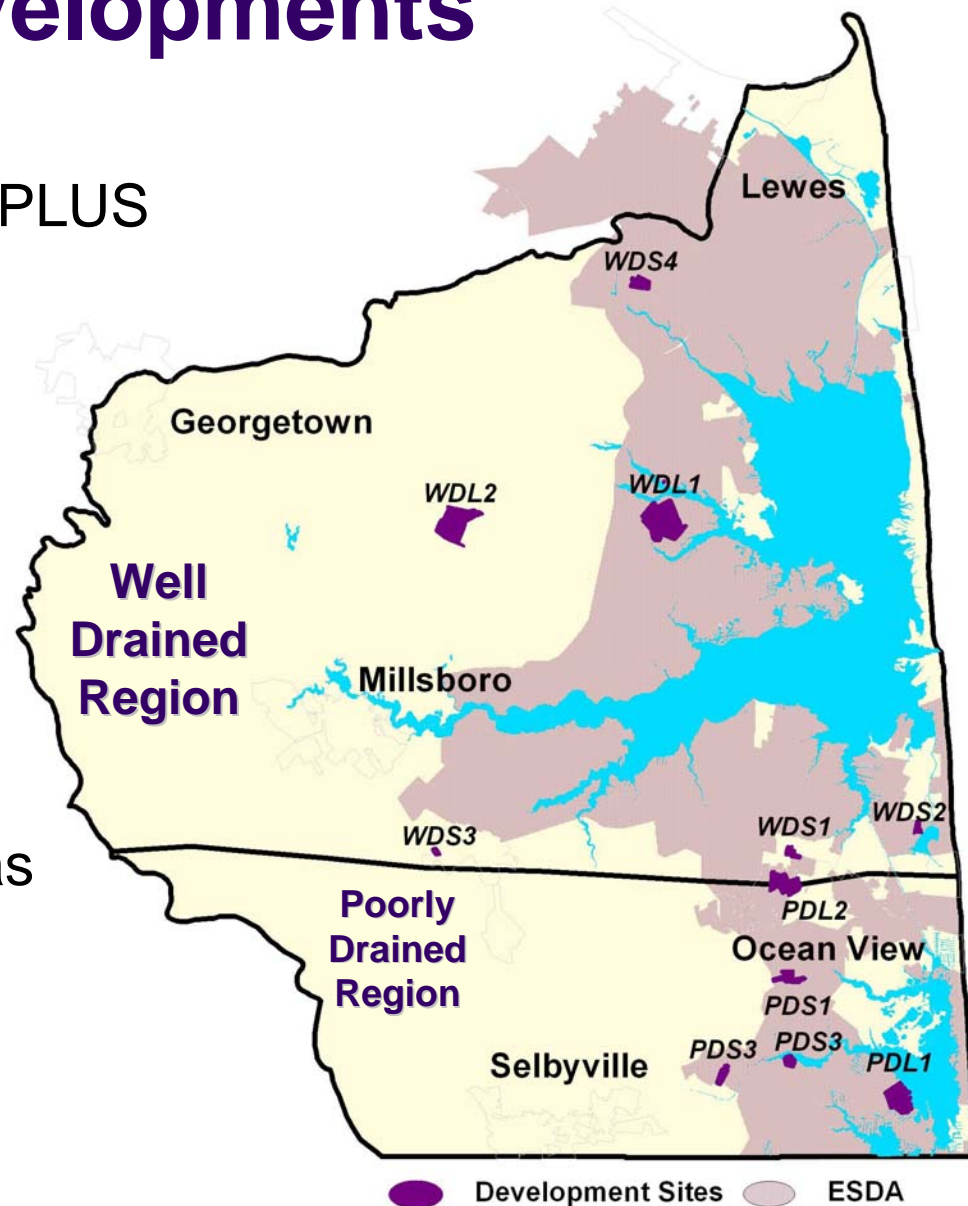 velopments
PLUS
Lewes
WDS4
Georgetown
WDL2
WDL1
Well
Drained
Region
Millsboro
WDS3
WDS1
WDS2
as
Poorly
Drained
Region
PDL2
Ocean View
PDS1
PDS3
PDS3
PDL1
Selbyville
Development Sites
ESDA